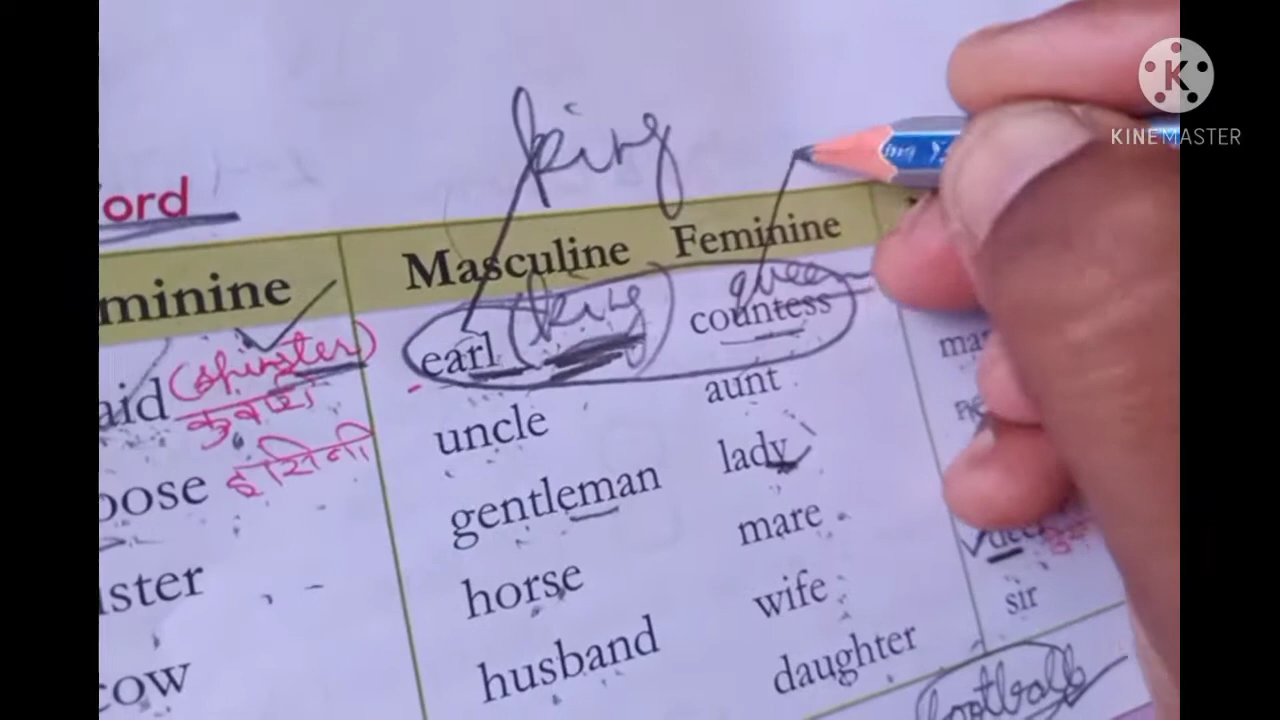 king
KINEMASTER
ord
minine Masculine Feminine
aid (spinster) earl (king) queen countess
कुवारी
uncle aunt
oose हंसिनी gentleman lady
ister horse mare
cow husband wife
daughter
sir
football